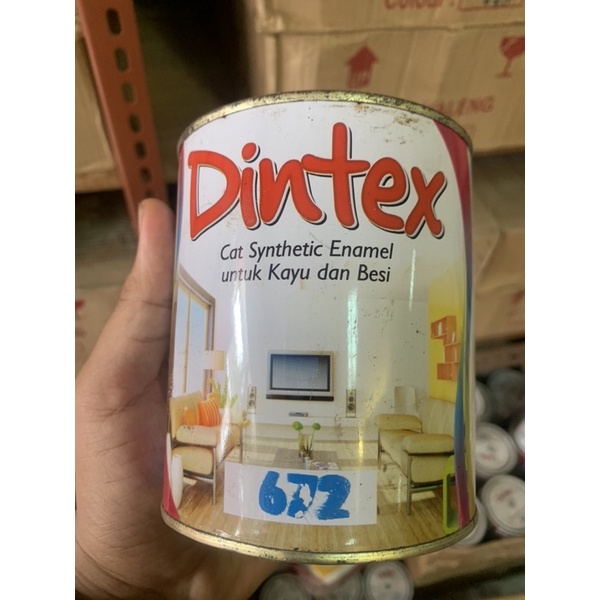 Dintex
Cat Synthetic Enamel
untuk Kayu dan Besi
672